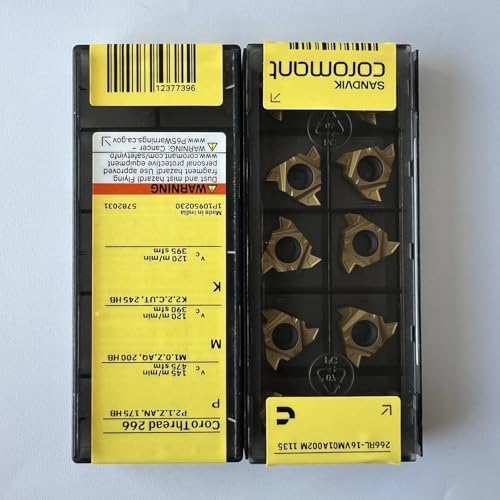 12377396
CoroThread 266
P
P2.1.Z.AN, 175 HB
vc
145 m/min
475 sfm
M
M1.0.Z.AQ, 200 HB
vc
120 m/min
390 sfm
K
K2.2.C.UT, 245 HB
vc
120 m/min
395 sfm
Made in India
1P10950230 5782031
WARNING
Dust and mist hazard! Flying
fragment hazard! Use approved
personal protective equipment
www.coromant.com/safetyinfo
WARNING: Cancer –
www.P65Warnings.ca.gov
266RL-16VM01A002M 1135
SANDVIK
coromant